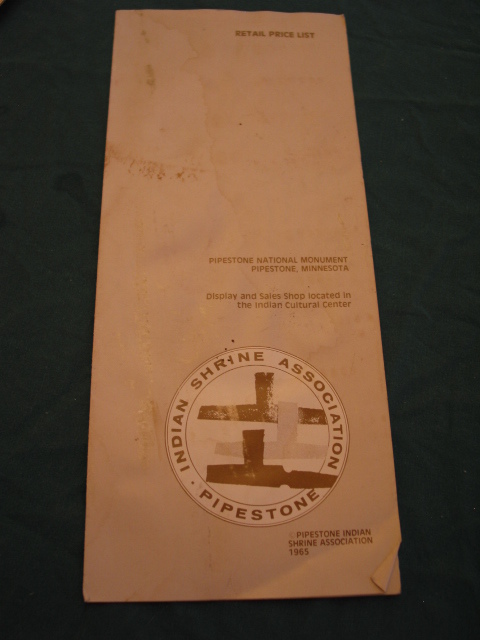 RETAIL PRICE LIST
PIPESTONE NATIONAL MONUMENT
PIPESTONE, MINNESOTA
Display and Sales Shop located in
the Indian Cultural Center
INDIAN SHRINE ASSOCIATION
· PIPESTONE ·
© PIPESTONE INDIAN
SHRINE ASSOCIATION
1965